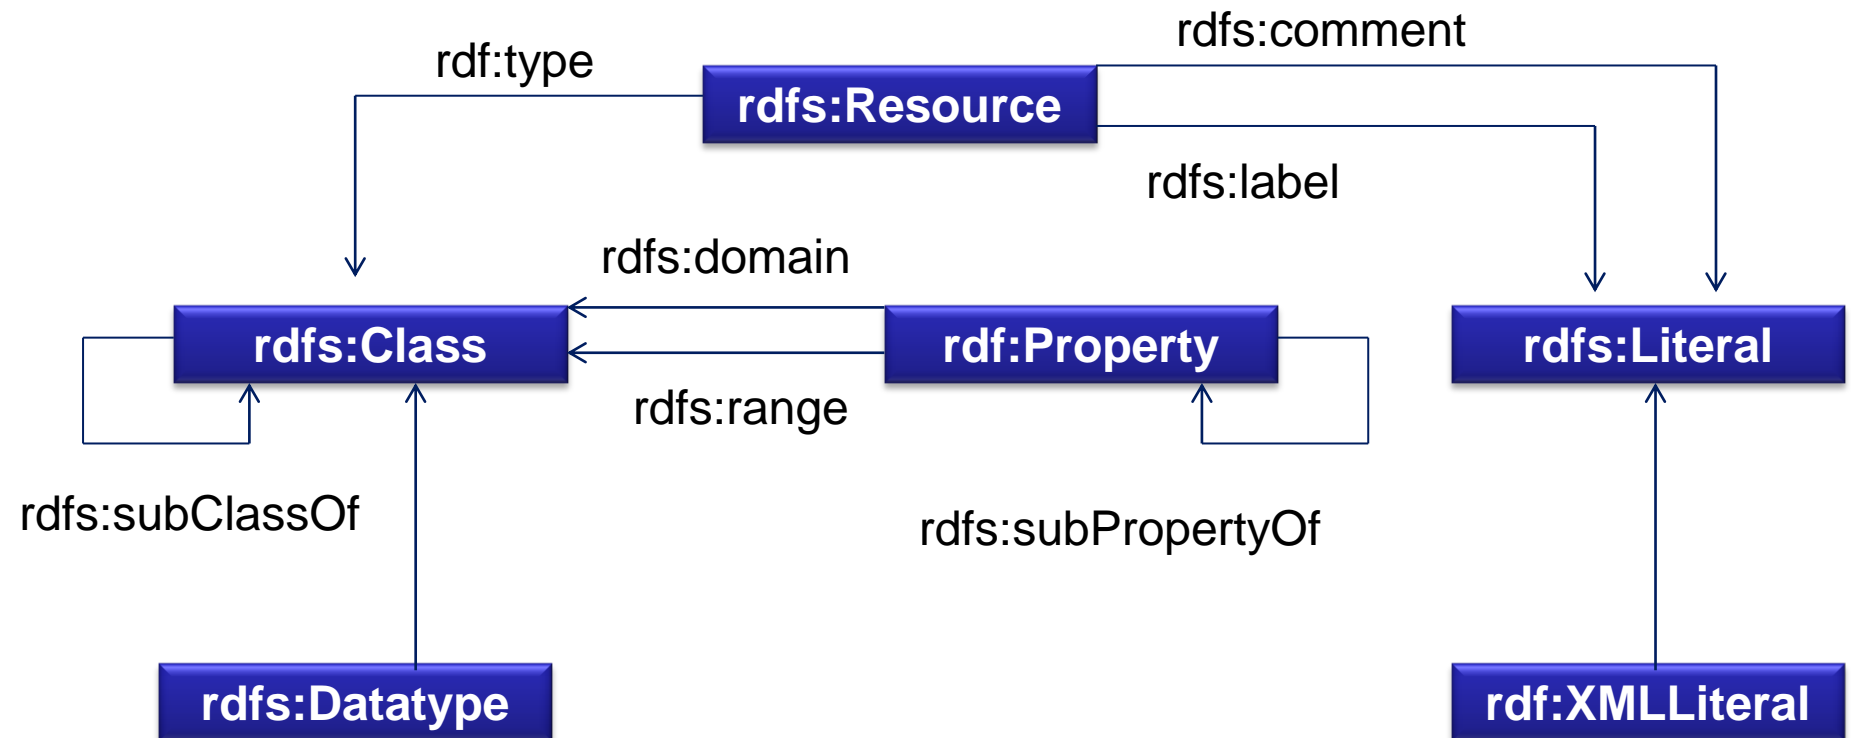 rdfs:comment
rdf:type
rdfs:Resource
rdfs:label
rdfs:domain
rdfs:Class
rdf:Property
rdfs:Literal
rdfs:range
rdfs:subClassOf
rdfs:subPropertyOf
rdfs:Datatype
rdf:XMLLiteral